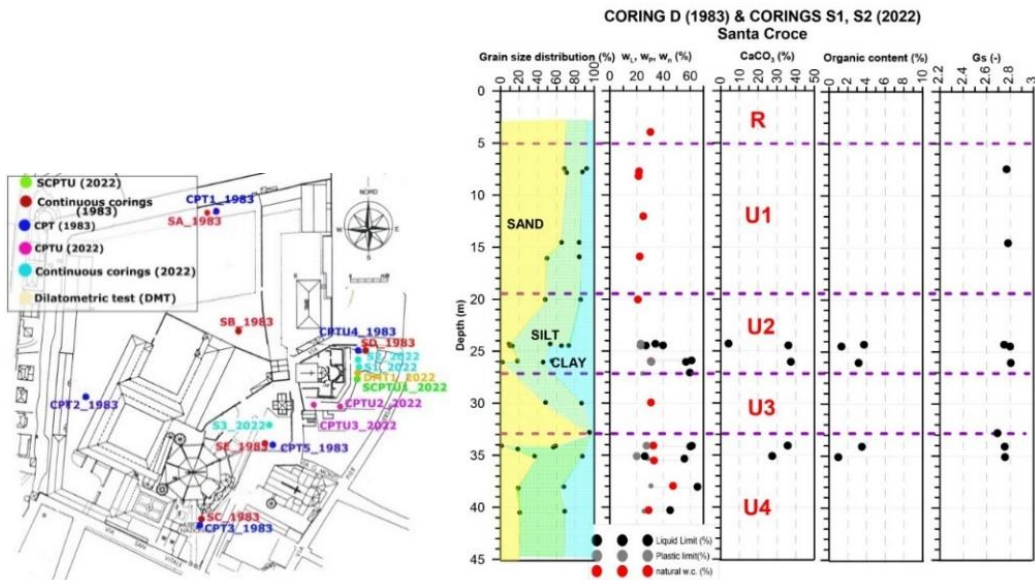 SCPTU (2022)
Continuous corings
(1983)
CPT (1983)
CPTU (2022)
Continuous corings (2022)
Dilatometric test (DMT)
NORD
W
E
S
CPT1_1983
SA_1983
SB_1983
CPTU4_1983
SD_1983
S2_2022
S1_2022
DMT1_2022
SCPTU1_2022
CPTU2_2022
CPTU3_2022
CPT2_1983
S3_2022
SE_1983
CPT5_1983
SC_1983
CPT3_1983
VIA SAN VITALE
CORING D (1983) & CORINGS S1, S2 (2022)
Santa Croce
Grain size distribution (%)
0 20 40 60 80 100
wL, wP, wn (%)
0 20 40 60
CaCO3 (%)
0 10 20 30 40 50
Organic content (%)
0 2 4 6 8 10
Gs (-)
2.2 2.4 2.6 2.8 3
Depth (m)
0
5
10
15
20
25
30
35
40
45
SAND
SILT
CLAY
R
U1
U2
U3
U4
Liquid Limit (%)
Plastic limit(%)
natural w.c. (%)